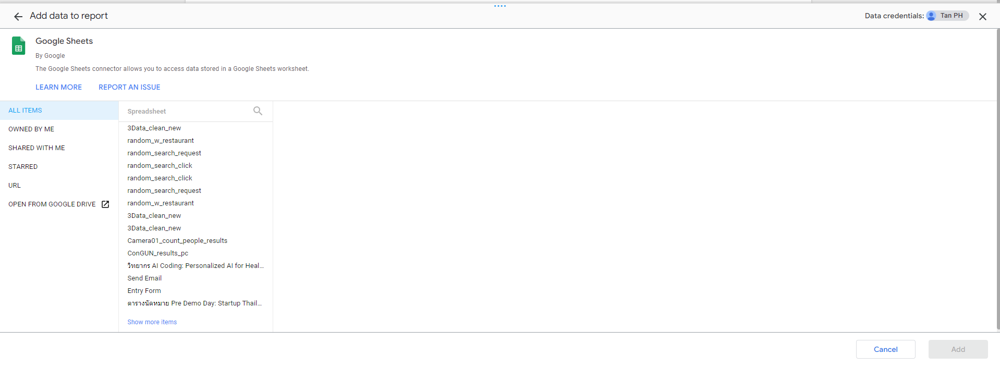 Add data to report
Data credentials: Tan PH
Google Sheets
By Google
The Google Sheets connector allows you to access data stored in a Google Sheets worksheet.
LEARN MORE REPORT AN ISSUE
ALL ITEMS
OWNED BY ME
SHARED WITH ME
STARRED
URL
OPEN FROM GOOGLE DRIVE
Spreadsheet
3Data_clean_new
random_w_restaurant
random_search_request
random_search_click
random_search_click
random_search_request
random_w_restaurant
3Data_clean_new
3Data_clean_new
Camera01_count_people_results
ConGUN_results_pc
วิทยากร AI Coding: Personalized AI for Heal...
Send Email
Entry Form
ตารางนัดหมาย Pre Demo Day: Startup Thail...
Show more items
Cancel Add